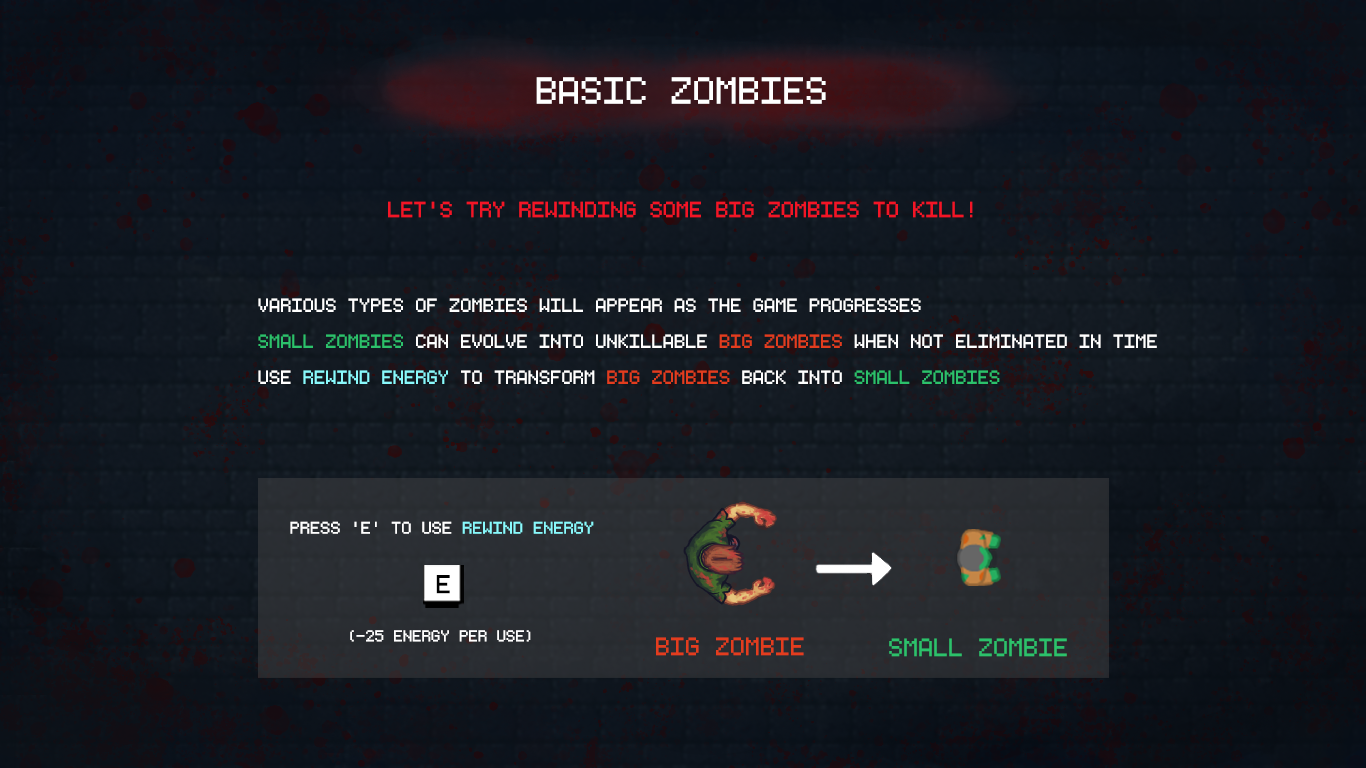 BASIC ZOMBIES
LET'S TRY REWINDING SOME BIG ZOMBIES TO KILL!
VARIOUS TYPES OF ZOMBIES WILL APPEAR AS THE GAME PROGRESSES
SMALL ZOMBIES CAN EVOLVE INTO UNKILLABLE BIG ZOMBIES WHEN NOT ELIMINATED IN TIME
USE REWIND ENERGY TO TRANSFORM BIG ZOMBIES BACK INTO SMALL ZOMBIES
PRESS 'E' TO USE REWIND ENERGY
E
(-25 ENERGY PER USE)
BIG ZOMBIE
SMALL ZOMBIE